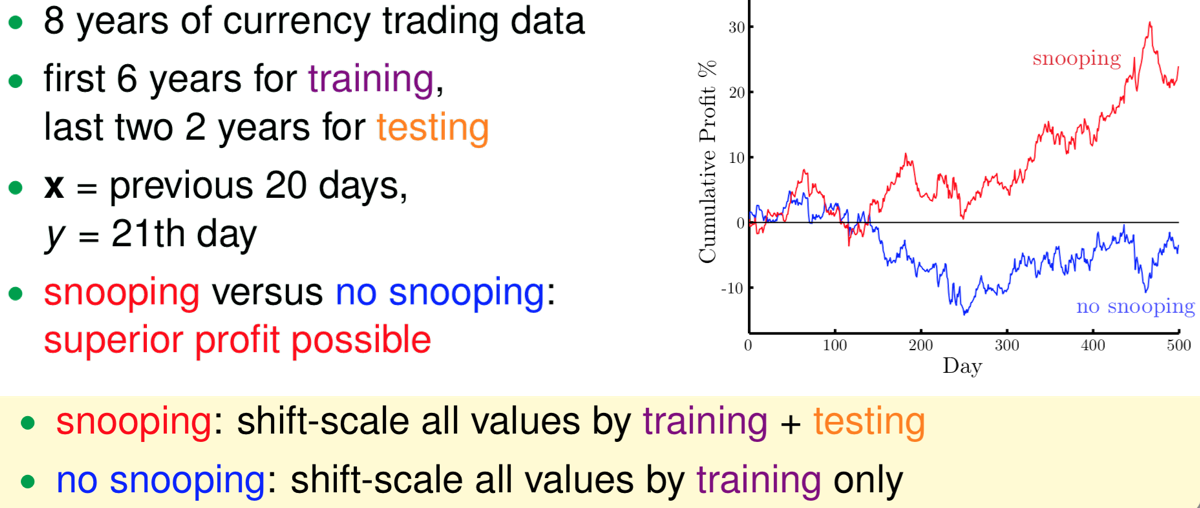 • 8 years of currency trading data
• first 6 years for training,
last two 2 years for testing
• x = previous 20 days,
y = 21th day
• snooping versus no snooping:
superior profit possible
Cumulative Profit %
30
20
10
0
-10
snooping
no snooping
0 100 200 300 400 500
Day
• snooping: shift-scale all values by training + testing
• no snooping: shift-scale all values by training only